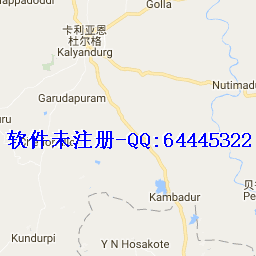 Golla
卡利亚恩
杜尔格
Kalyandurg
Nutimadu
Garudapuram
软件未注册-QQ:64445322
Kambadur
Kundurpi
Y N Hosakote